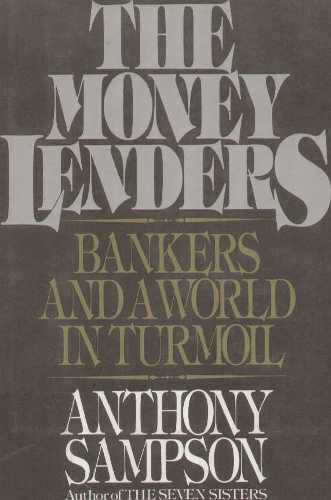 THE
MONEY
LENDERS
BANKERS
AND A WORLD
IN TURMOIL
ANTHONY
SAMPSON
Author of THE SEVEN SISTERS